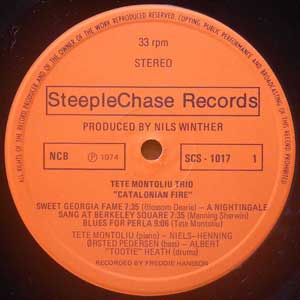 33 rpm
STEREO
SteepleChase Records
PRODUCED BY NILS WINTHER
NCB
Ⓟ 1974
SCS - 1017
1
TETE MONTOLIU TRIO
"CATALONIAN FIRE"
SWEET GEORGIA FAME 7:35 (Blossom Dearie) – A NIGHTINGALE
SANG AT BERKELEY SQUARE 7:35 (Manning Sherwin)
BLUES FOR PERLA 9:06 (Tete Montoliu)
TETE MONTOLIU (piano) – NIELS-HENNING
ØRSTED PEDERSEN (bass) – ALBERT
"TOOTIE" HEATH (drums)
RECORDED BY FREDDIE HANSSON
ALL RIGHTS OF THE RECORD PRODUCER AND OF THE OWNER OF THE WORK REPRODUCED RESERVED
COPYING, PUBLIC PERFORMANCE AND BROADCASTING OF THIS RECORD PROHIBITED